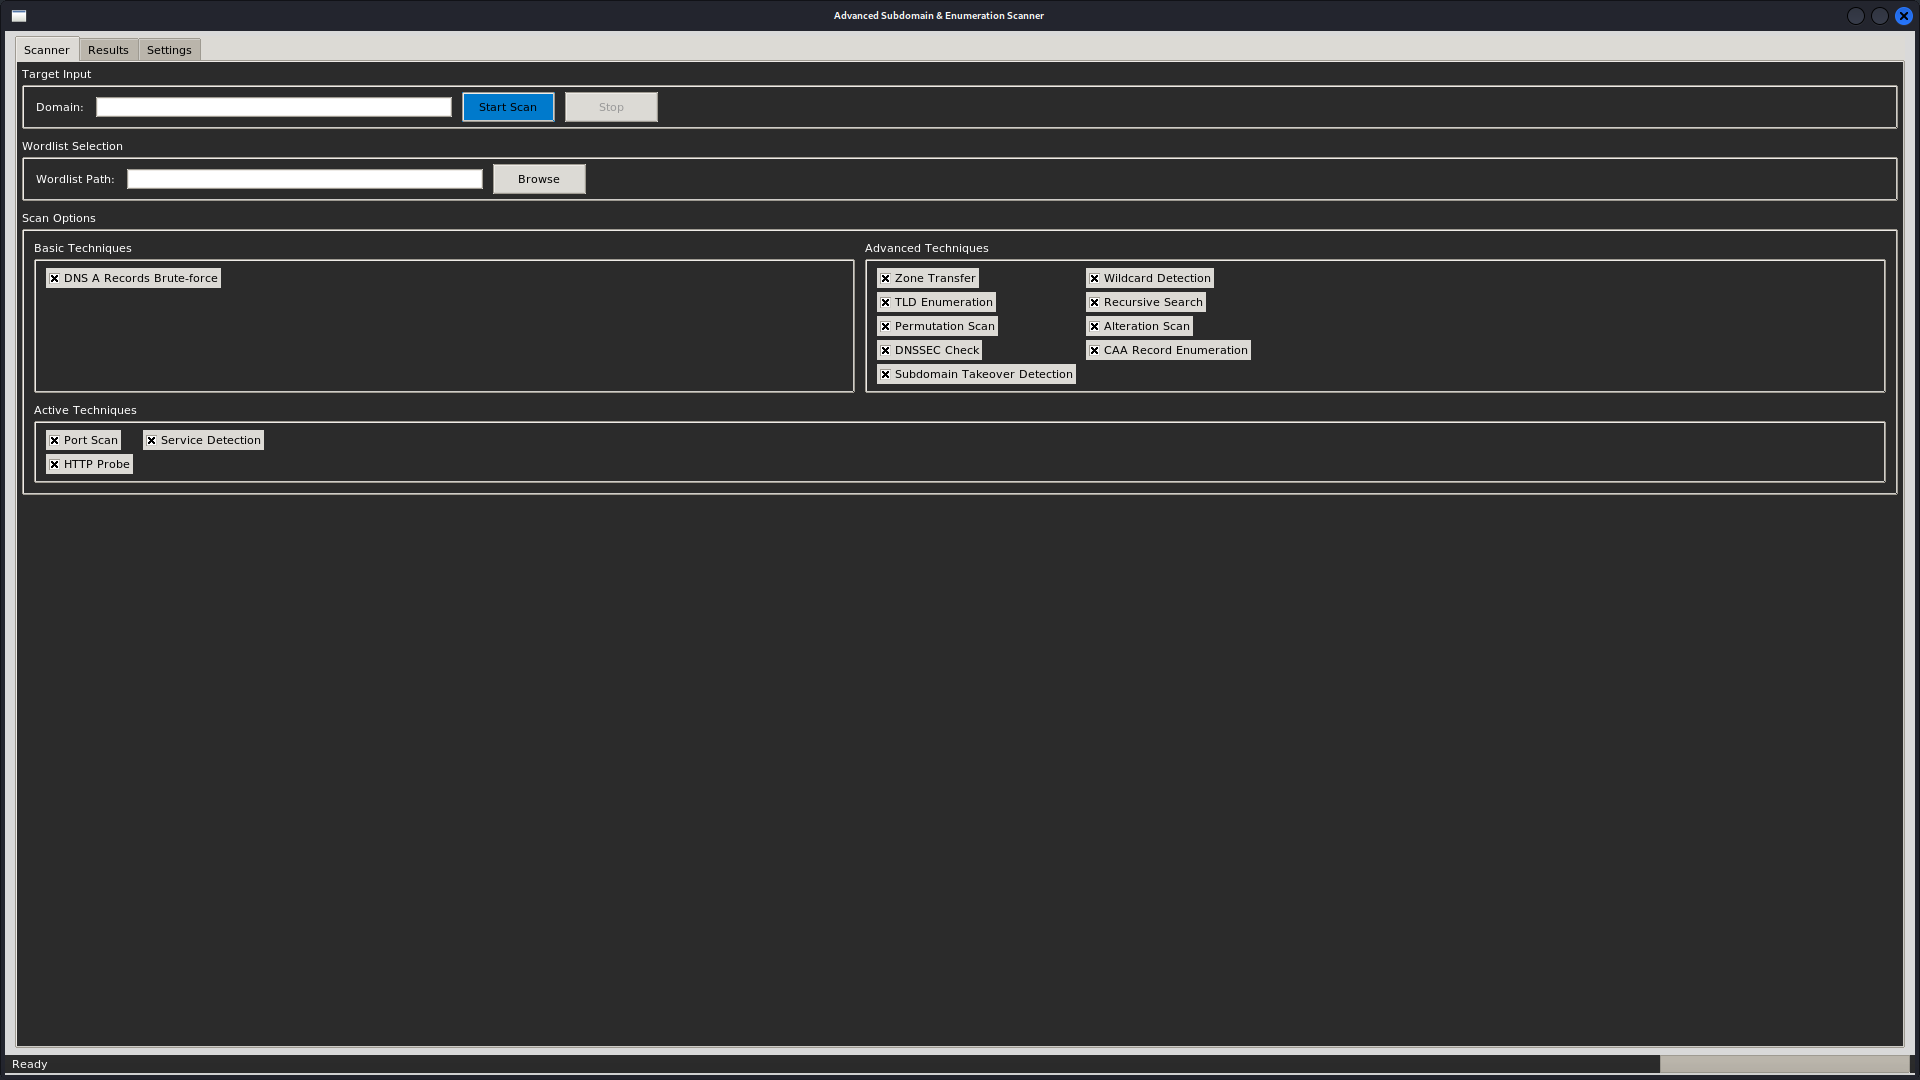 Advanced Subdomain & Enumeration Scanner
Scanner Results Settings
Target Input
Domain: Start Scan Stop
Wordlist Selection
Wordlist Path: Browse
Scan Options
Basic Techniques
DNS A Records Brute-force
Advanced Techniques
Zone Transfer Wildcard Detection
TLD Enumeration Recursive Search
Permutation Scan Alteration Scan
DNSSEC Check CAA Record Enumeration
Subdomain Takeover Detection
Active Techniques
Port Scan Service Detection
HTTP Probe
Ready